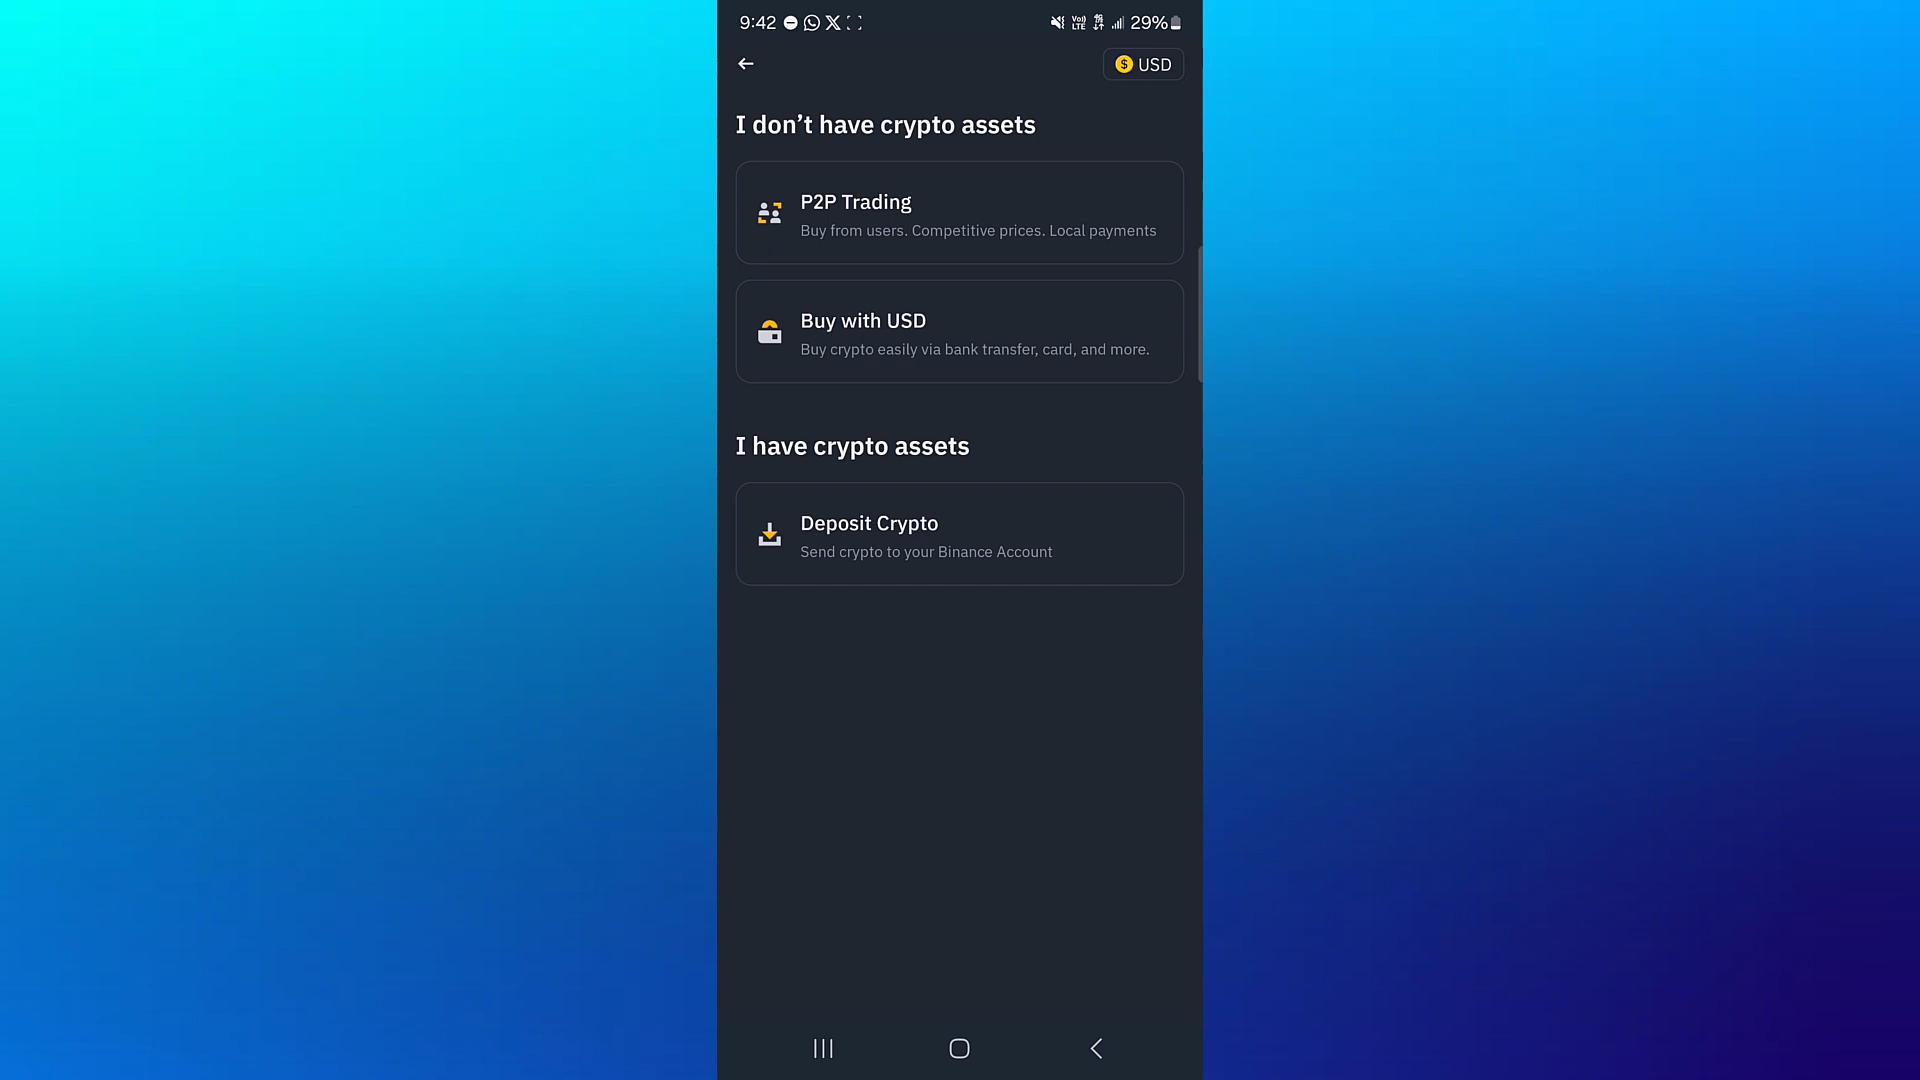 9:42 29%
USD
I don’t have crypto assets
P2P Trading
Buy from users. Competitive prices. Local payments
Buy with USD
Buy crypto easily via bank transfer, card, and more.
I have crypto assets
Deposit Crypto
Send crypto to your Binance Account